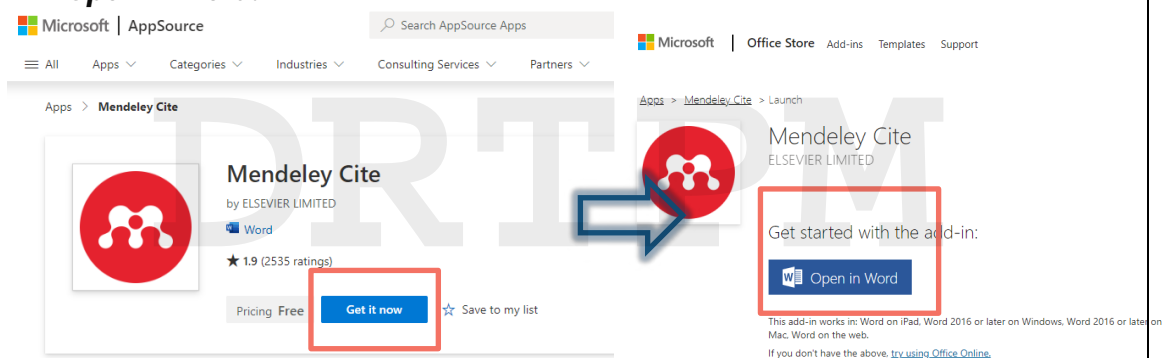 Microsoft | AppSource
Search AppSource Apps
All Apps Categories Industries Consulting Services Partners
Apps > Mendeley Cite
Mendeley Cite
by ELSEVIER LIMITED
Word
★ 1.9 (2535 ratings)
Pricing Free Get it now ☆ Save to my list
Microsoft | Office Store Add-ins Templates Support
Apps > Mendeley Cite > Launch
Mendeley Cite
ELSEVIER LIMITED
Get started with the add-in:
Open in Word
This add-in works in: Word on iPad, Word 2016 or later on Windows, Word 2016 or later on
Mac, Word on the web.
If you don't have the above, try using Office Online.
DRTPM